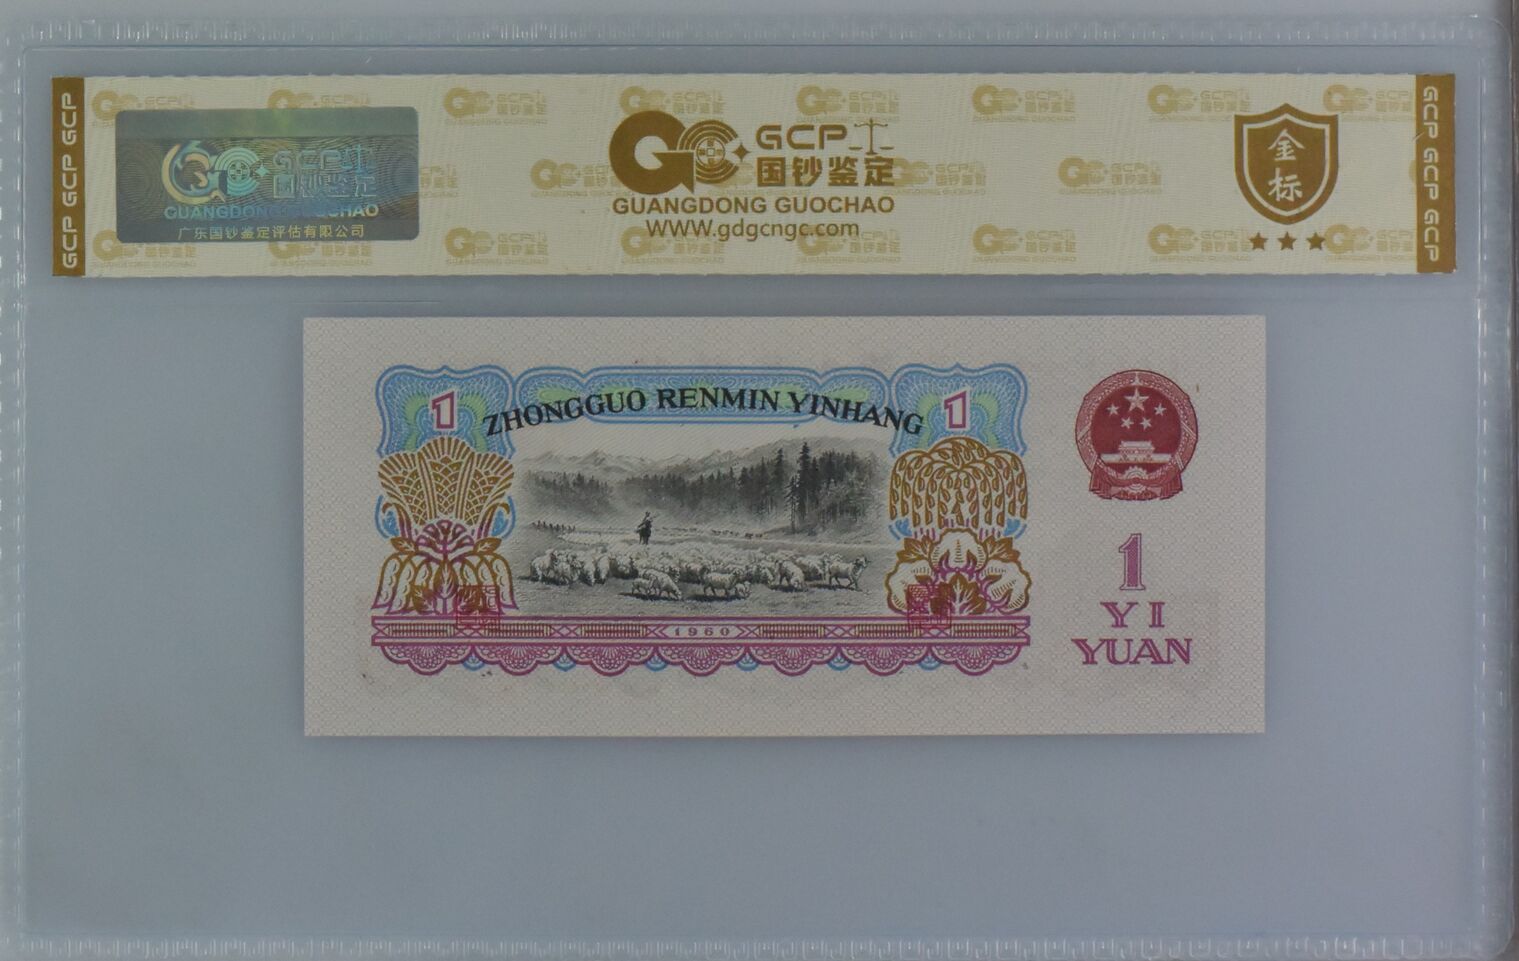 GCP GCP GCP
GCP
国钞鉴定
GUANGDONG GUOCHAO
广东国钞鉴定评估有限公司
GCP
国钞鉴定
GUANGDONG GUOCHAO
WWW.gdgcngc.com
金
标
GCP GCP GCP
1
ZHONGGUO RENMIN YINHANG
1
1960
1
YI
YUAN